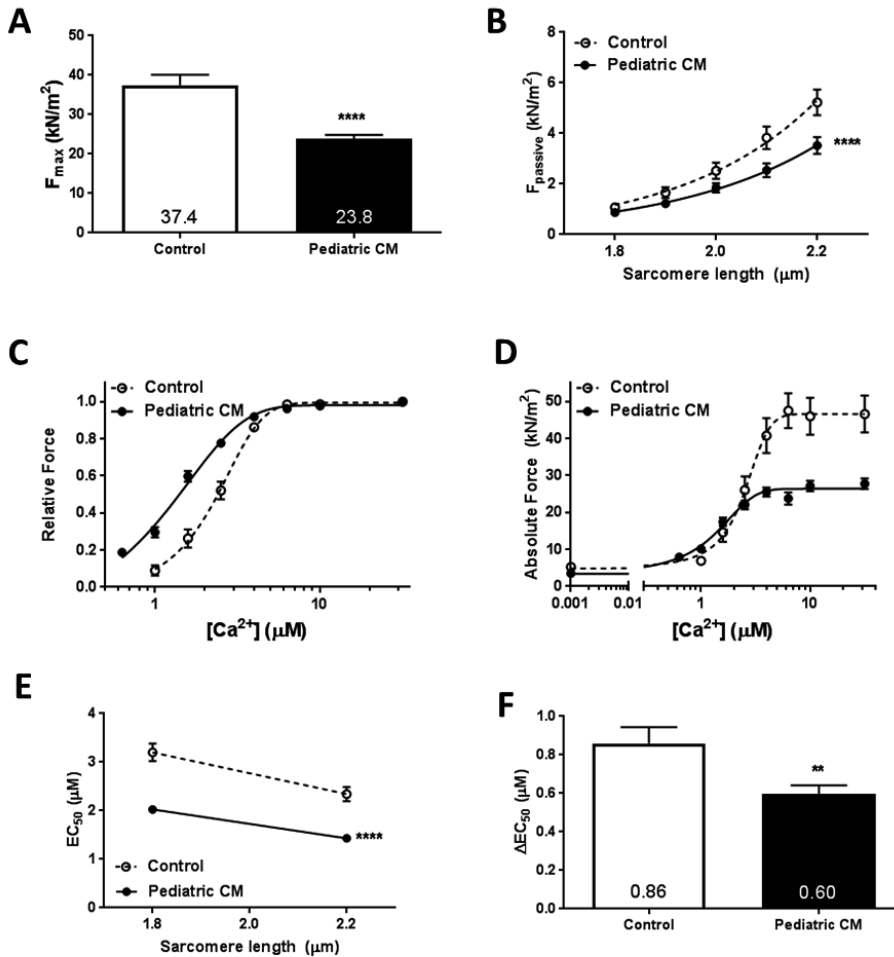 A
F_max (kN/m²)
50
40
30
20
10
0
****
37.4
23.8
Control
Pediatric CM
B
F_passive (kN/m²)
8
6
4
2
0
Control
Pediatric CM
****
1.8
2.0
2.2
Sarcomere length (μm)
C
Relative Force
1.0
0.8
0.6
0.4
0.2
0.0
Control
Pediatric CM
1
10
[Ca²⁺] (μM)
D
Absolute Force (kN/m²)
50
40
30
20
10
0
Control
Pediatric CM
0.001
0.01
1
10
[Ca²⁺] (μM)
E
EC₅₀ (μM)
4
3
2
1
0
****
Control
Pediatric CM
1.8
2.0
2.2
Sarcomere length (μm)
F
ΔEC₅₀ (μM)
1.0
0.8
0.6
0.4
0.2
0.0
**
0.86
0.60
Control
Pediatric CM